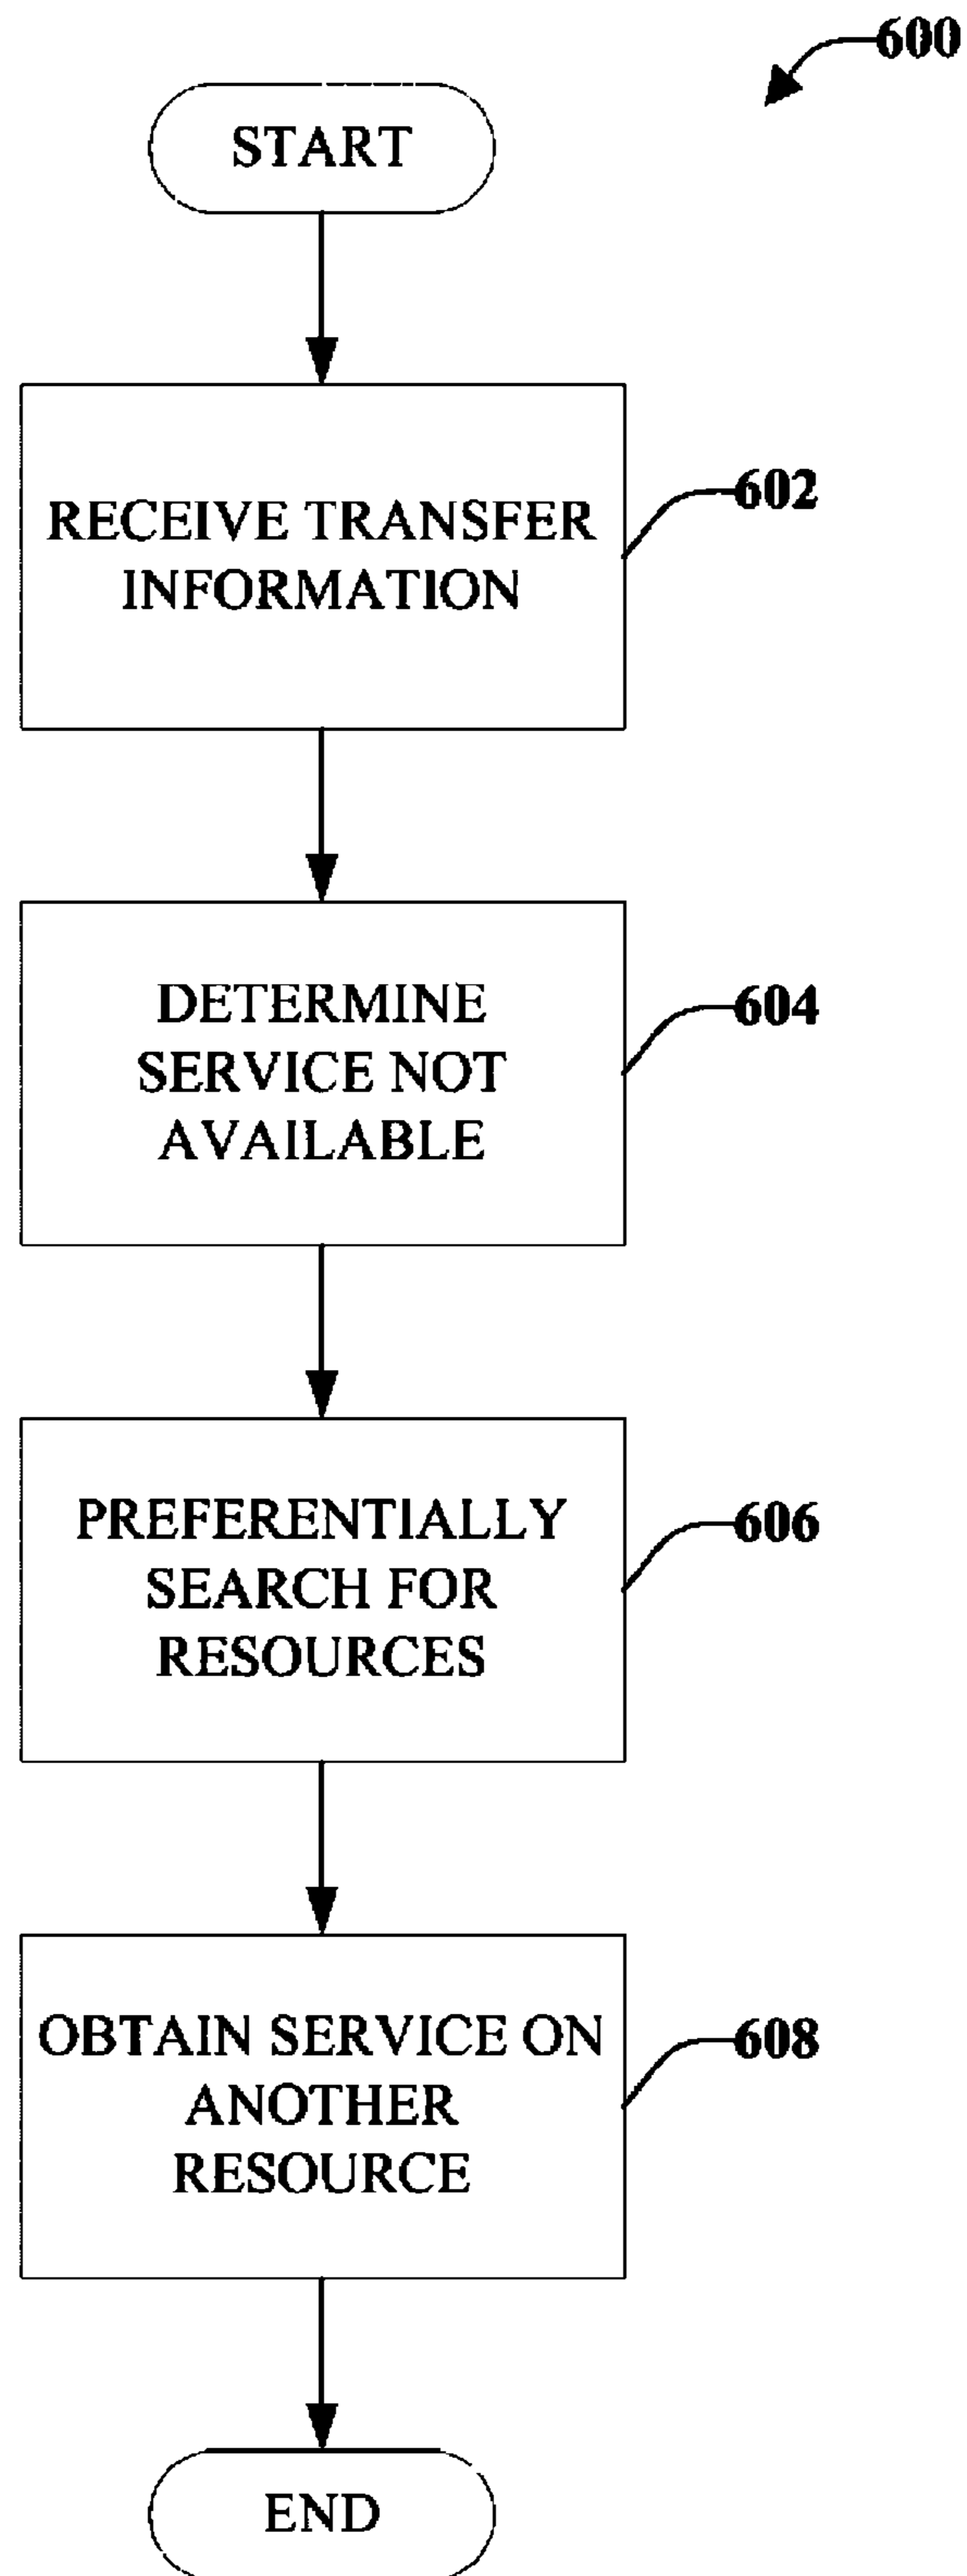 600
START
RECEIVE TRANSFER
INFORMATION
602
DETERMINE
SERVICE NOT
AVAILABLE
604
PREFERENTIALLY
SEARCH FOR
RESOURCES
606
OBTAIN SERVICE ON
ANOTHER
RESOURCE
608
END